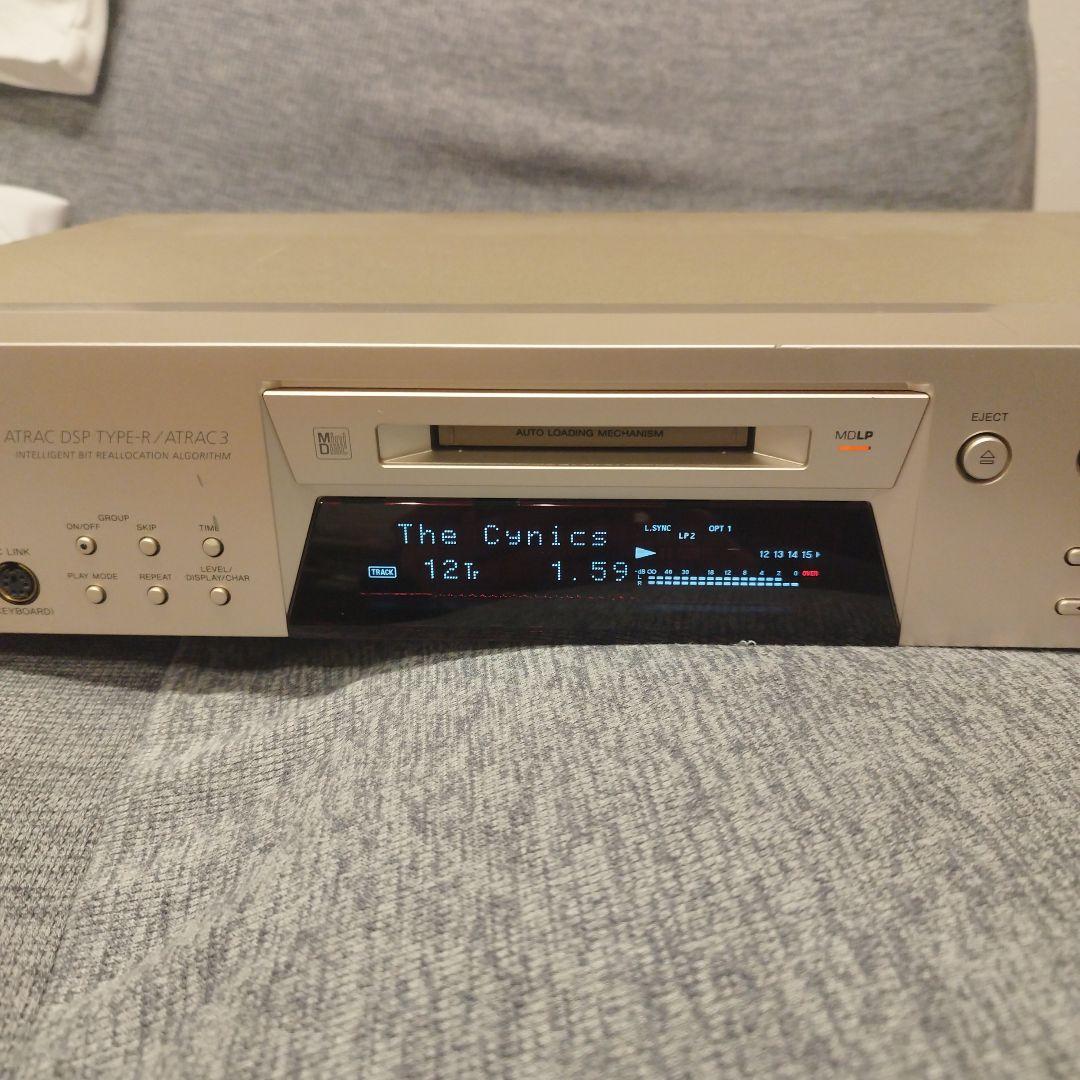 ATRAC DSP TYPE-R/ATRAC3
INTELLIGENT BIT REALLOCATION ALGORITHM
GROUP
ON/OFF
SKIP
TIME
PLAY MODE
REPEAT
LEVEL/
DISPLAY/CHAR
LINK
KEYBOARD)
MD
AUTO LOADING MECHANISM
MDLP
EJECT
The Cynics
L.SYNC
LP2
OPT 1
TRACK
12Tr
1.59
12 13 14 15
-dB OO 40 30 18 12 8 4 2 0 OVER
L
R